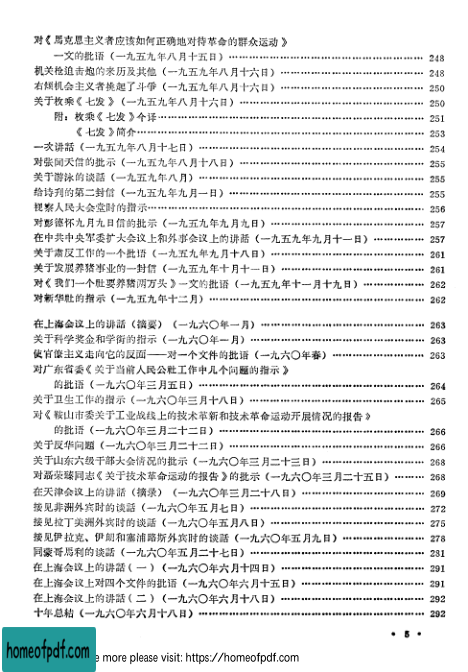 对《馬克思主义者应該如何正确地对待革命的群众运动》
一文的批语（一九五九年八月十五日）…… 248
机关枪迫击炮的来历及其他（一九五九年八月十六日）…… 248
右傾机会主义者挑起了斗爭（一九五九年八月十六日）…… 250
关于枚乘《七发》（一九五九年八月十六日）…… 250
附：枚乘《七发》今译…… 251
《七发》简介…… 253
一次讲話（一九五九年八月十七日）…… 254
对张闻天信的批示（一九五九年八月十八日）…… 255
关于游泳的谈話（一九五九年八月）…… 255
给诗刊的第二封信（一九五九年九月一日）…… 255
視察人民大会堂时的指示…… 256
对彭德怀九月九日信的批示（一九五九年九月九日）…… 257
在中共中央军委扩大会议上和外事会议上的讲話（一九五九年九月十一日）…… 257
关于肃反工作的一个批语（一九五九年九月十八日）…… 261
关于发展养猪事业的一封信（一九五九年十月十一日）…… 261
对《我们一个社要养猪两万头》一文的批语（一九五九年十一月十九日）…… 262
对新华社的指示（一九五九年十二月）…… 262
在上海会议上的讲話（摘要）（一九六〇年一月）…… 263
关于科学奖金和学衔的指示（一九六〇年一月）…… 263
使官僚主义走向它的反面——对一个文件的批语（一九六〇年春）…… 263
对广东省委《关于当前人民公社工作中几个问题的指示》
的批语（一九六〇年三月五日）…… 264
关于卫生工作的指示（一九六〇年三月十八日）…… 265
对《鞍山市委关于工业战线上的技术革新和技术革命运动开展情况的报告》
的批语（一九六〇年三月二十二日）…… 266
关于反华问題（一九六〇年三月二十二日）…… 266
关于山东六级干部大会情况的批示（一九六〇年三月二十三日）…… 268
对聶荣臻同志《关于技术革命运动的报告》的批示（一九六〇年三月二十五日）…… 268
在天津会议上的讲話（摘录）（一九六〇年三月二十八日）…… 269
接见非洲外宾时的谈話（一九六〇年五月七日）…… 272
接见拉丁美洲外宾时的谈話（一九六〇年五月八日）…… 275
接见伊拉克、伊朗和塞浦路斯外宾时的谈話（一九六〇年五月九日）…… 278
同蒙哥馬利的谈話（一九六〇年五月二十七日）…… 281
在上海会议上的讲話（一）（一九六〇年六月十四日）…… 291
在上海会议上对四个文件的批语（一九六〇年六月十五日）…… 291
在上海会议上的讲話（二）（一九六〇年六月十八日）…… 292
十年总结（一九六〇年六月十八日）…… 292
• 5 •
homeofpdf.com
e more please visit: https://homeofpdf.com